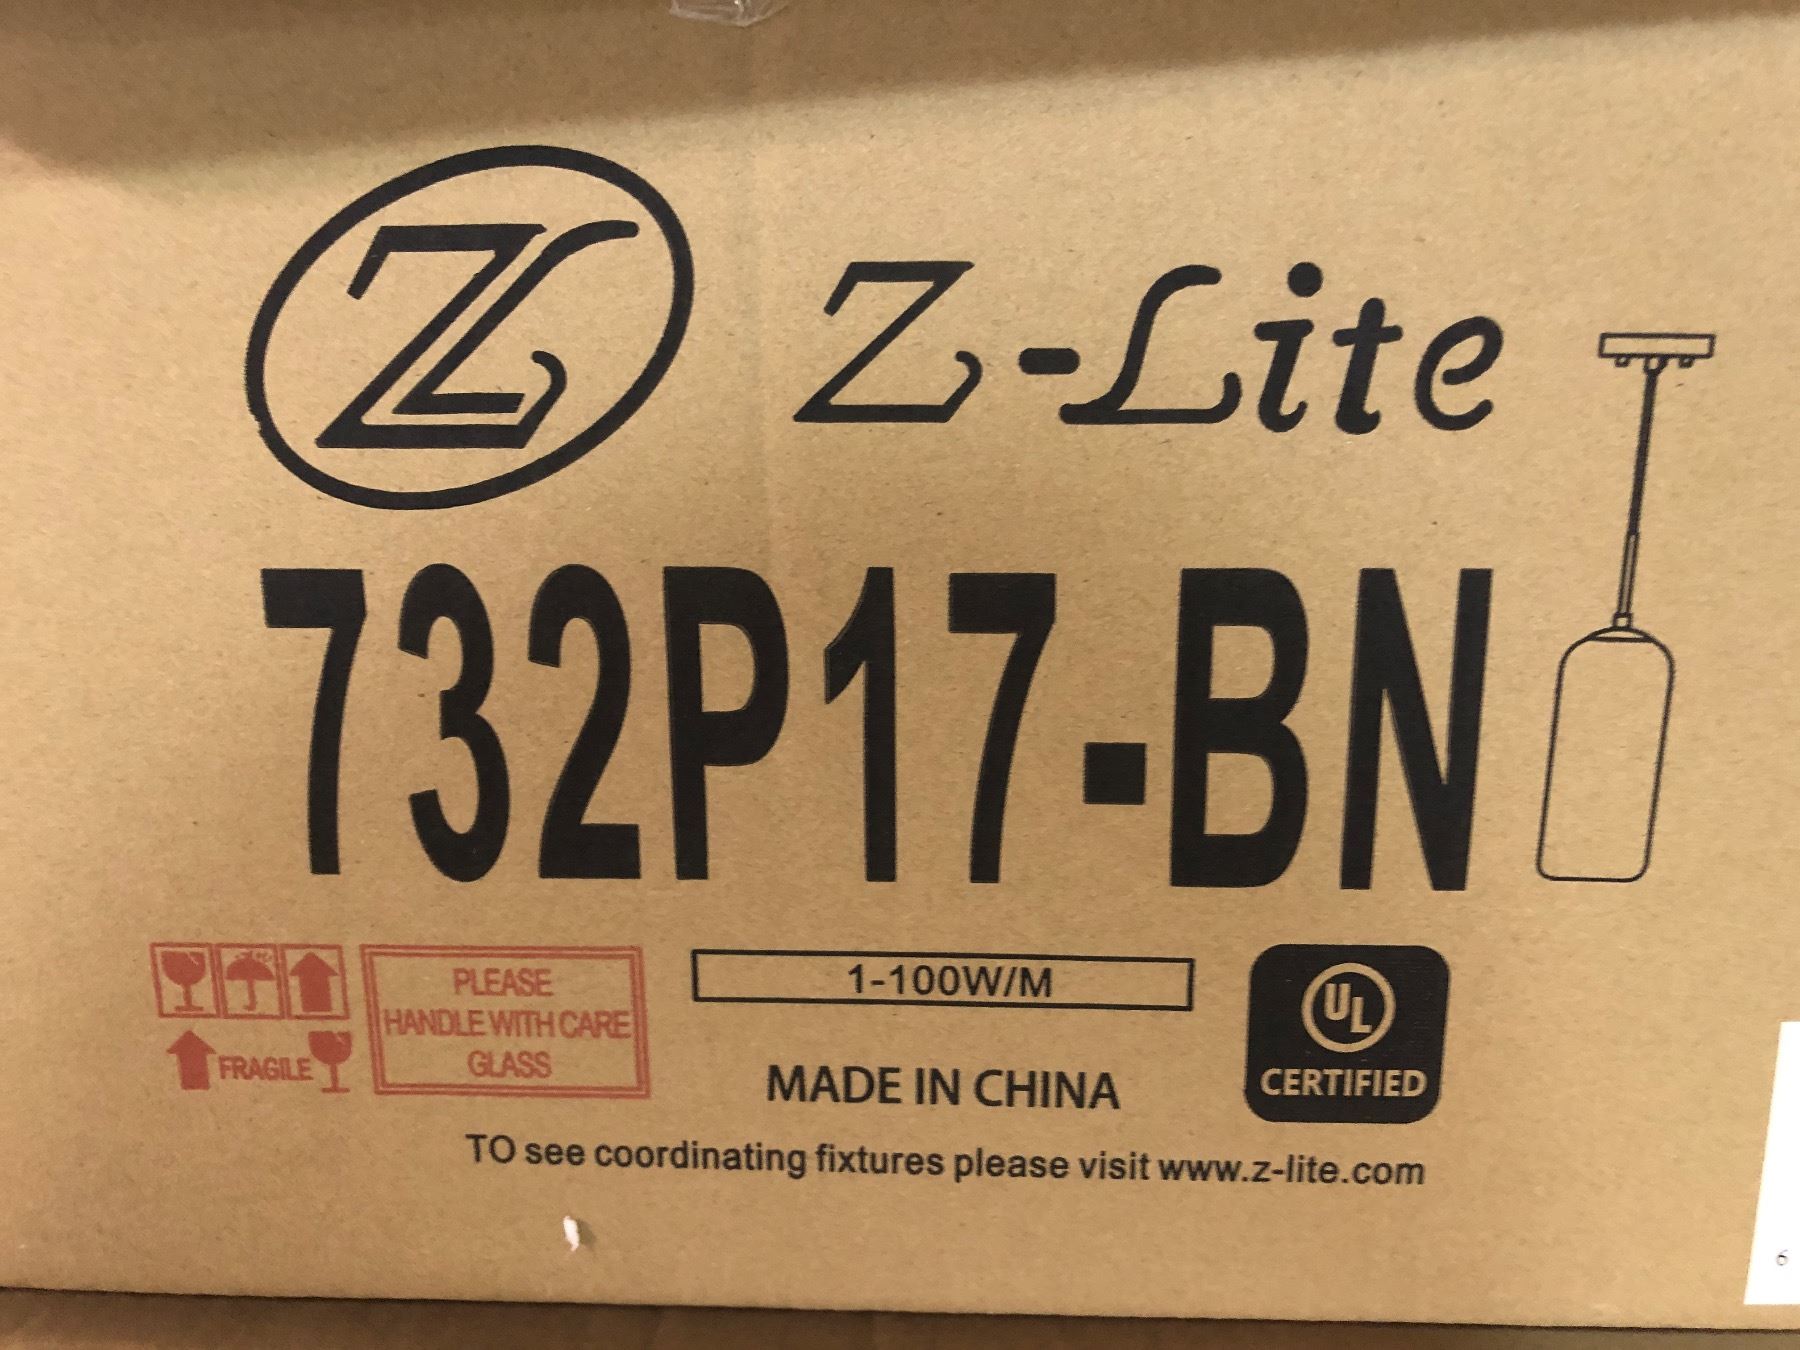 Z-Lite
732P17-BN
PLEASE
HANDLE WITH CARE
GLASS
FRAGILE
1-100W/M
MADE IN CHINA
UL
CERTIFIED
TO see coordinating fixtures please visit www.z-lite.com
6